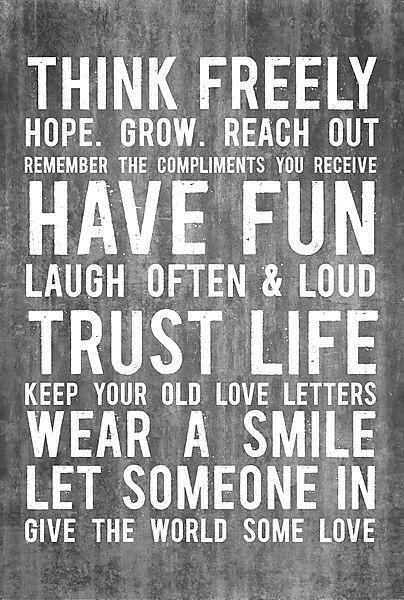 THINK FREELY
HOPE. GROW. REACH OUT
REMEMBER THE COMPLIMENTS YOU RECEIVE
HAVE FUN
LAUGH OFTEN & LOUD
TRUST LIFE
KEEP YOUR OLD LOVE LETTERS
WEAR A SMILE
LET SOMEONE IN
GIVE THE WORLD SOME LOVE